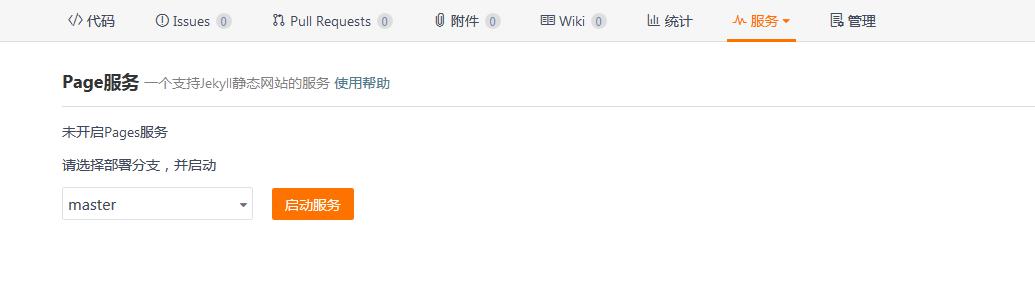 代码 Issues 0 Pull Requests 0 附件 0 Wiki 0 统计 服务 管理
Page服务 一个支持Jekyll静态网站的服务 使用帮助
未开启Pages服务
请选择部署分支，并启动
master 启动服务